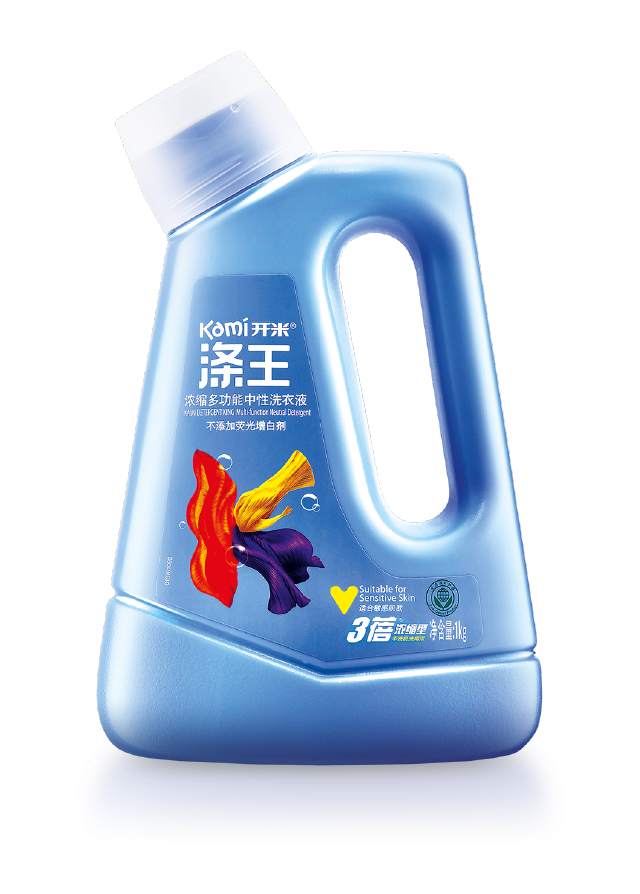 Kami 开米®
涤王
浓缩多功能中性洗衣液
KAMI DETERGENT KING Multi-function Neutral Detergent
不添加荧光增白剂
Suitable for
Sensitive Skin
适合敏感肌肤
3倍 浓缩型 净含量:1kg